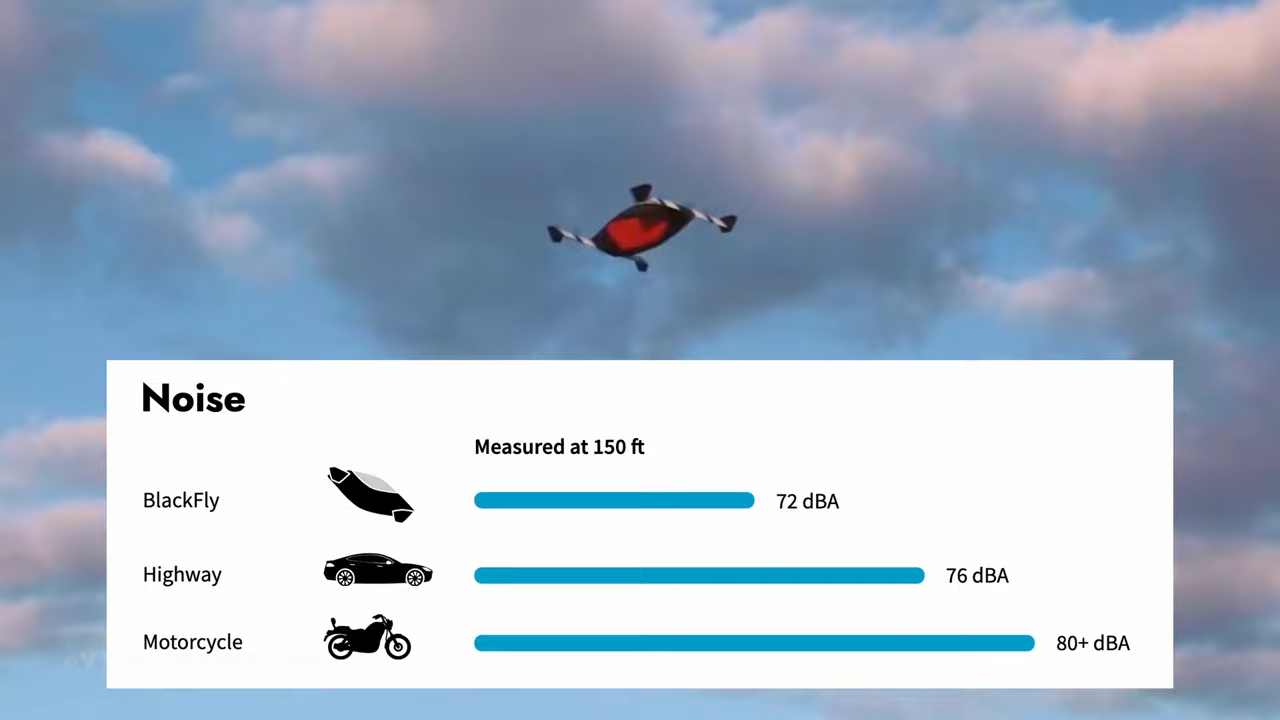 Noise
Measured at 150 ft
BlackFly 72 dBA
Highway 76 dBA
Motorcycle 80+ dBA